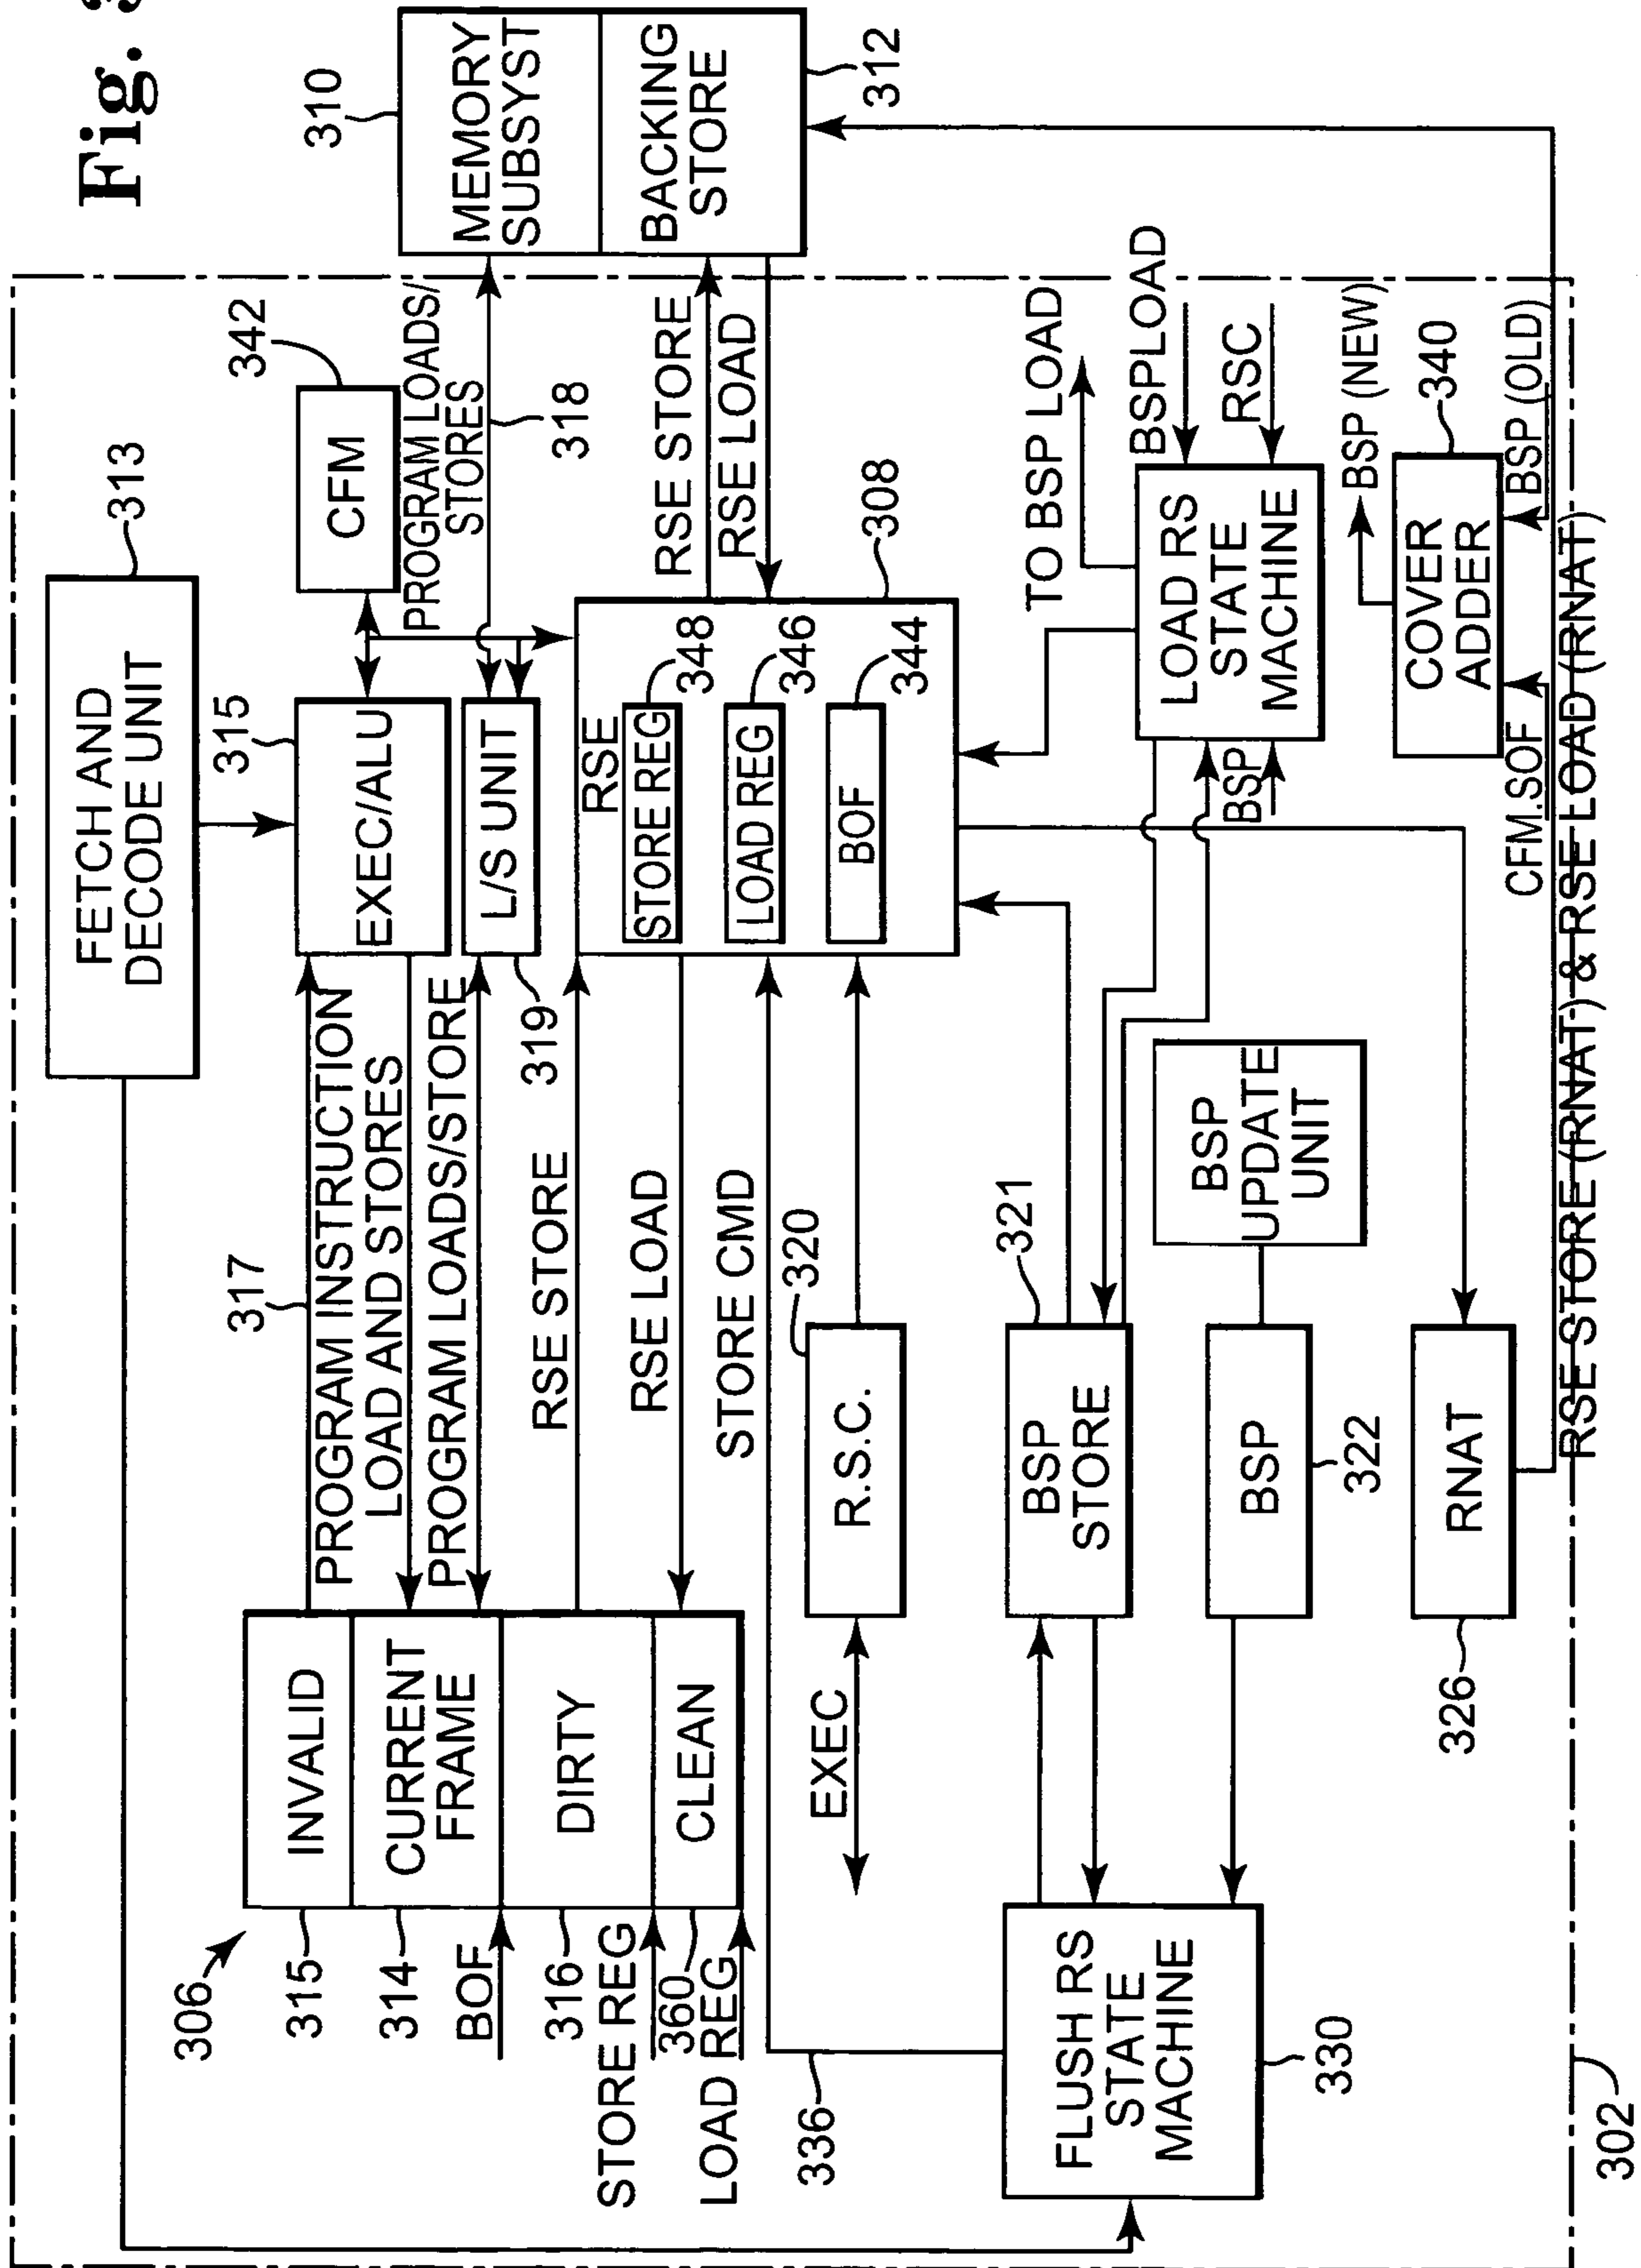 Fig. 3
310
MEMORY
SUBSYST
BACKING
STORE
312
342
CFM
PROGRAM LOADS/
STORES
318
313
FETCH AND
DECODE UNIT
315
EXEC/ALU
L/S UNIT
319
RSE STORE
RSE LOAD
308
RSE
STORE REG
348
LOAD REG
346
BOF
344
TO BSP LOAD
BSPLOAD
RSC
LOAD RS
STATE
MACHINE
BSP
BSP (NEW)
340
COVER
ADDER
BSP (OLD)
CFM.SOF
RSE STORE (RNAT) & RSE LOAD (RNAT)
317
PROGRAM INSTRUCTION
LOAD AND STORES
PROGRAM LOADS/STORE
RSE STORE
RSE LOAD
STORE CMD
320
R.S.C.
EXEC
321
BSP
STORE
BSP
UPDATE
UNIT
BSP
322
RNAT
326
306
INVALID
315
CURRENT
FRAME
314
BOF
DIRTY
316
STORE REG
CLEAN
360
LOAD REG
336
FLUSH RS
STATE
MACHINE
330
302